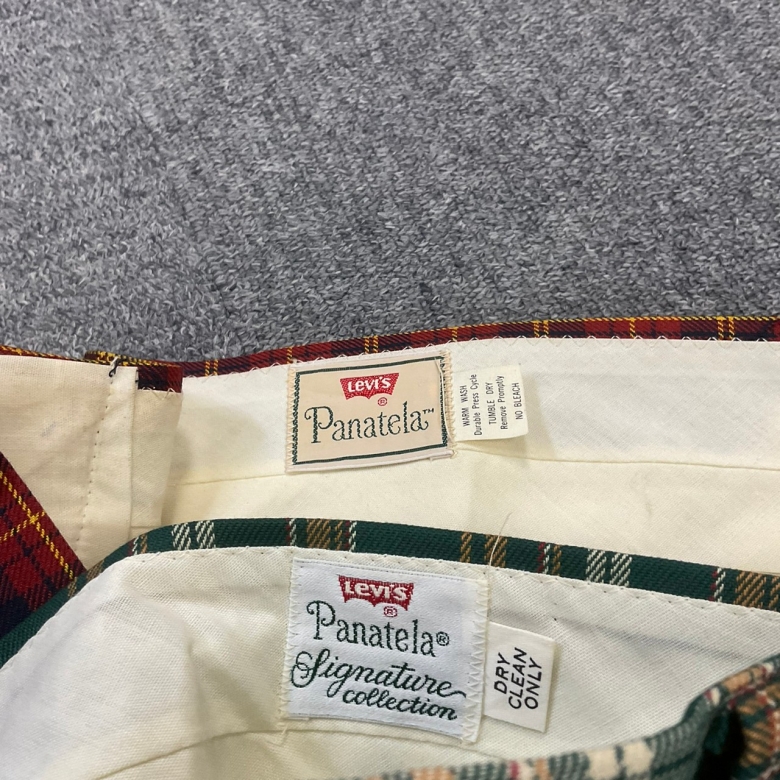 Levi's
®
Panatela™
WARM WASH
Durable Press Cycle
TUMBLE DRY
Remove Promptly
NO BLEACH
Levi's
®
Panatela®
Signature
collection
DRY
CLEAN
ONLY